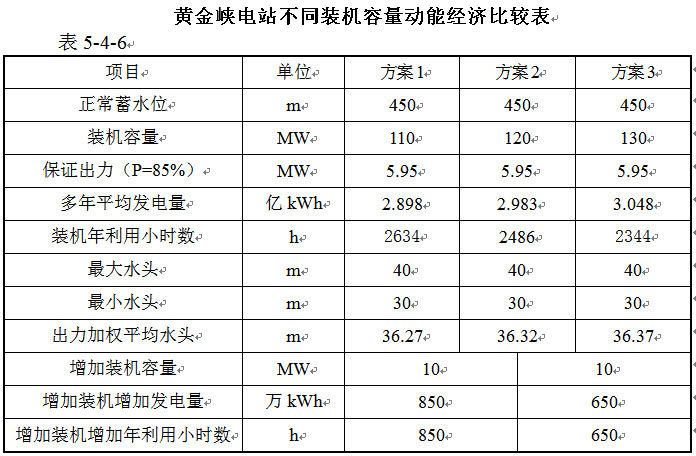 黄金峡电站不同装机容量动能经济比较表
表 5-4-6
项目 单位 方案1 方案2 方案3
正常蓄水位 m 450 450 450
装机容量 MW 110 120 130
保证出力（P=85%） MW 5.95 5.95 5.95
多年平均发电量 亿 kWh 2.898 2.983 3.048
装机年利用小时数 h 2634 2486 2344
最大水头 m 40 40 40
最小水头 m 30 30 30
出力加权平均水头 m 36.27 36.32 36.37
增加装机容量 MW 10 10
增加装机增加发电量 万 kWh 850 650
增加装机增加年利用小时数 h 850 650